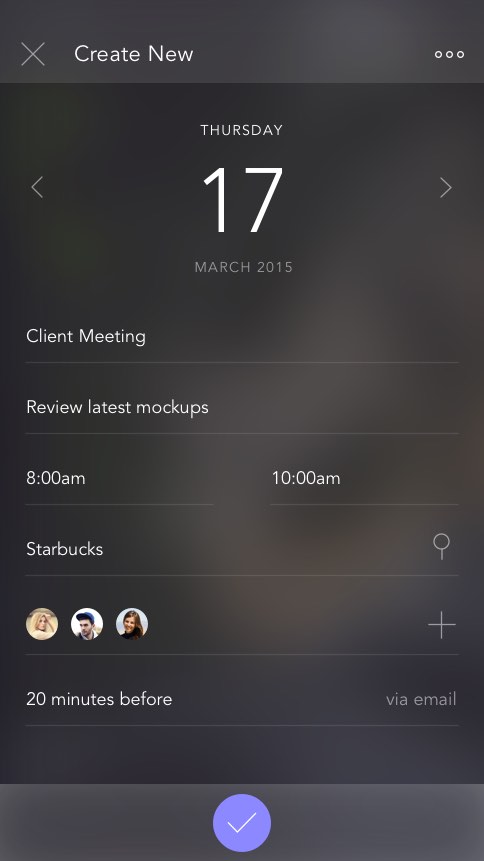 Create New
THURSDAY
17
MARCH 2015
Client Meeting
Review latest mockups
8:00am 10:00am
Starbucks
20 minutes before via email